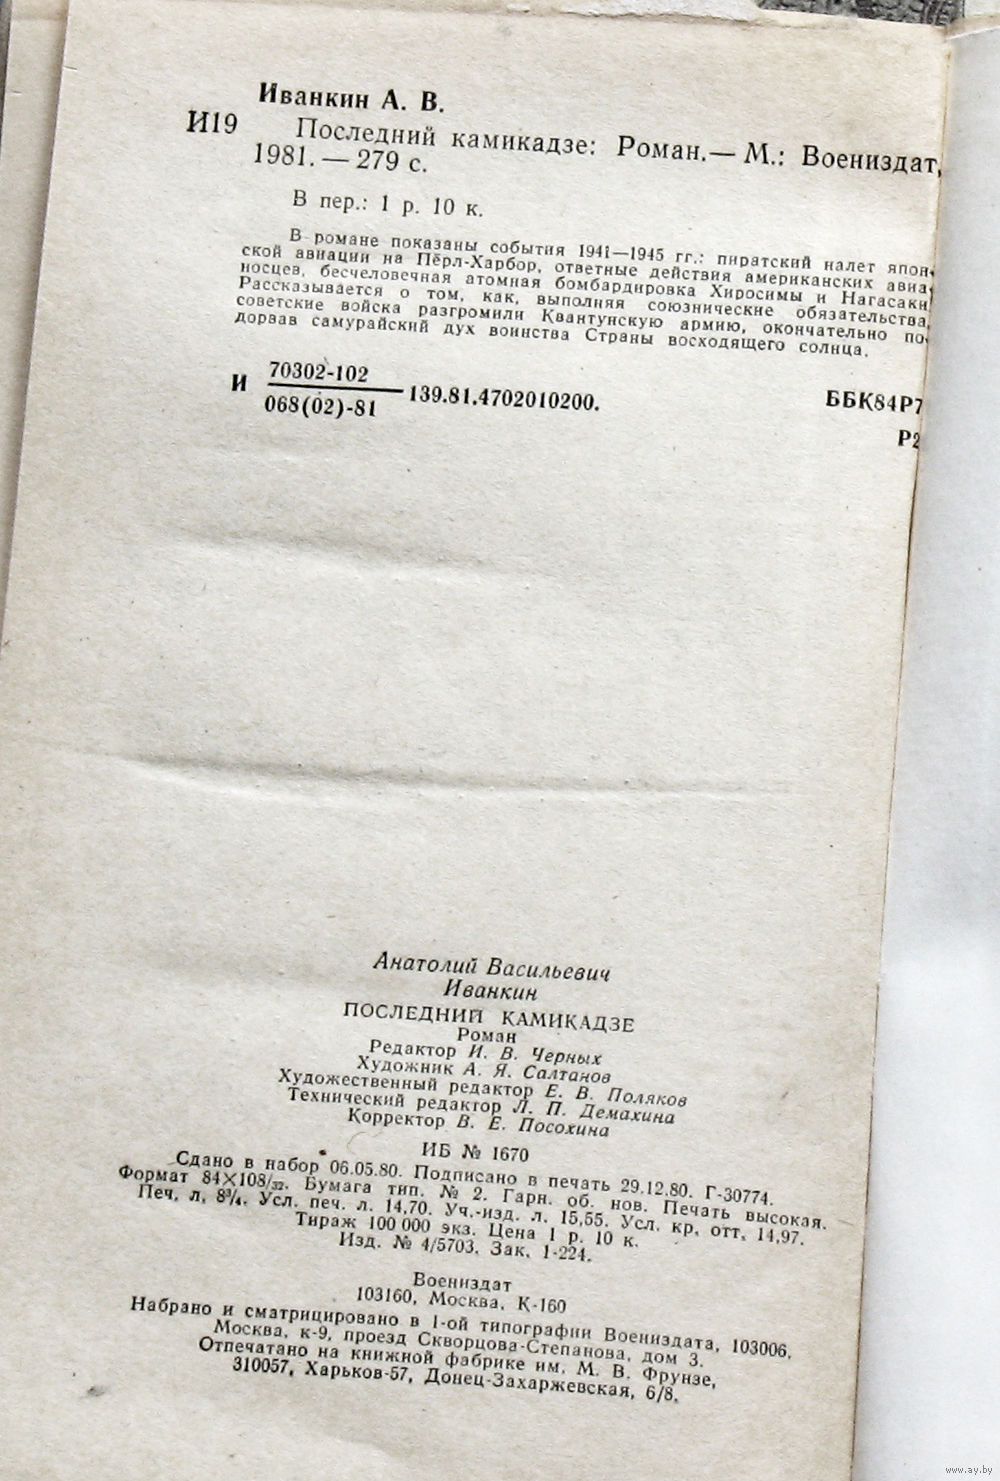 Иванкин А. В.
И19 Последний камикадзе: Роман.— М.: Воениздат,
1981. — 279 с.
В пер.: 1 р. 10 к.
В романе показаны события 1941—1945 гг.: пиратский налет япон-
ской авиации на Пёрл-Харбор, ответные действия американских авиа-
носцев, бесчеловечная атомная бомбардировка Хиросимы и Нагасаки.
Рассказывается о том, как, выполняя союзнические обязательства,
советские войска разгромили Квантунскую армию, окончательно по-
дорвав самурайский дух воинства Страны восходящего солнца.
70302-102
И 139.81.4702010200. ББК84Р7
068(02)-81
Р2
Анатолий Васильевич
Иванкин
ПОСЛЕДНИЙ КАМИКАДЗЕ
Роман
Редактор И. В. Черных
Художник А. Я. Салтанов
Художественный редактор Е. В. Поляков
Технический редактор Л. П. Демахина
Корректор В. Е. Посохина
ИБ № 1670
Сдано в набор 06.05.80. Подписано в печать 29.12.80. Г-30774.
Формат 84×108/32. Бумага тип. № 2. Гарн. об. нов. Печать высокая.
Печ. л. 8¾. Усл. печ. л. 14,70. Уч.-изд. л. 15,55. Усл. кр. отт. 14,97.
Тираж 100 000 экз. Цена 1 р. 10 к.
Изд. № 4/5703. Зак. 1-224.
Воениздат
103160, Москва, К-160
Набрано и сматрицировано в 1-ой типографии Воениздата, 103006,
Москва, к-9, проезд Скворцова-Степанова, дом 3.
Отпечатано на книжной фабрике им. М. В. Фрунзе,
310057, Харьков-57, Донец-Захаржевская, 6/8.
www.ay.by